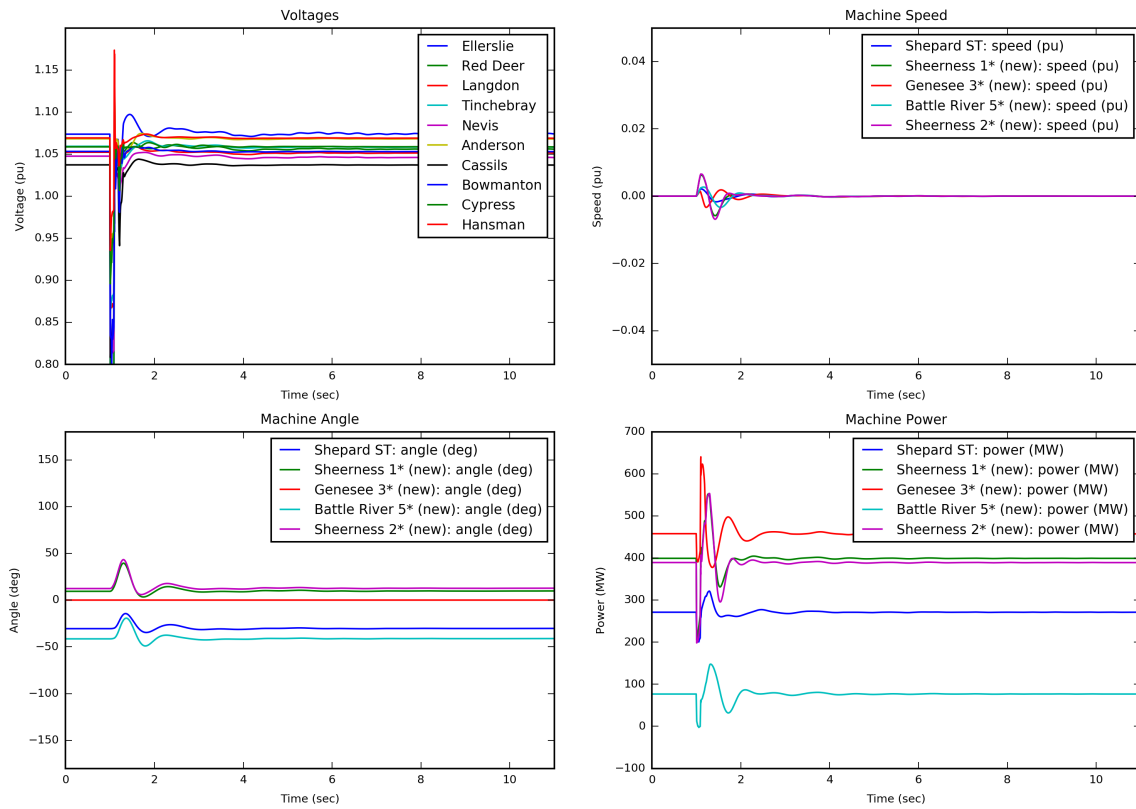 Voltages
1.15
1.10
1.05
1.00
0.95
0.90
0.85
0.80
Voltage (pu)
0
2
4
6
8
10
Time (sec)
Ellerslie
Red Deer
Langdon
Tinchebray
Nevis
Anderson
Cassils
Bowmanton
Cypress
Hansman
Machine Speed
0.04
0.02
0.00
−0.02
−0.04
Speed (pu)
0
2
4
6
8
10
Time (sec)
Shepard ST: speed (pu)
Sheerness 1* (new): speed (pu)
Genesee 3* (new): speed (pu)
Battle River 5* (new): speed (pu)
Sheerness 2* (new): speed (pu)
Machine Angle
150
100
50
0
−50
−100
−150
Angle (deg)
0
2
4
6
8
10
Time (sec)
Shepard ST: angle (deg)
Sheerness 1* (new): angle (deg)
Genesee 3* (new): angle (deg)
Battle River 5* (new): angle (deg)
Sheerness 2* (new): angle (deg)
Machine Power
700
600
500
400
300
200
100
0
−100
Power (MW)
0
2
4
6
8
10
Time (sec)
Shepard ST: power (MW)
Sheerness 1* (new): power (MW)
Genesee 3* (new): power (MW)
Battle River 5* (new): power (MW)
Sheerness 2* (new): power (MW)